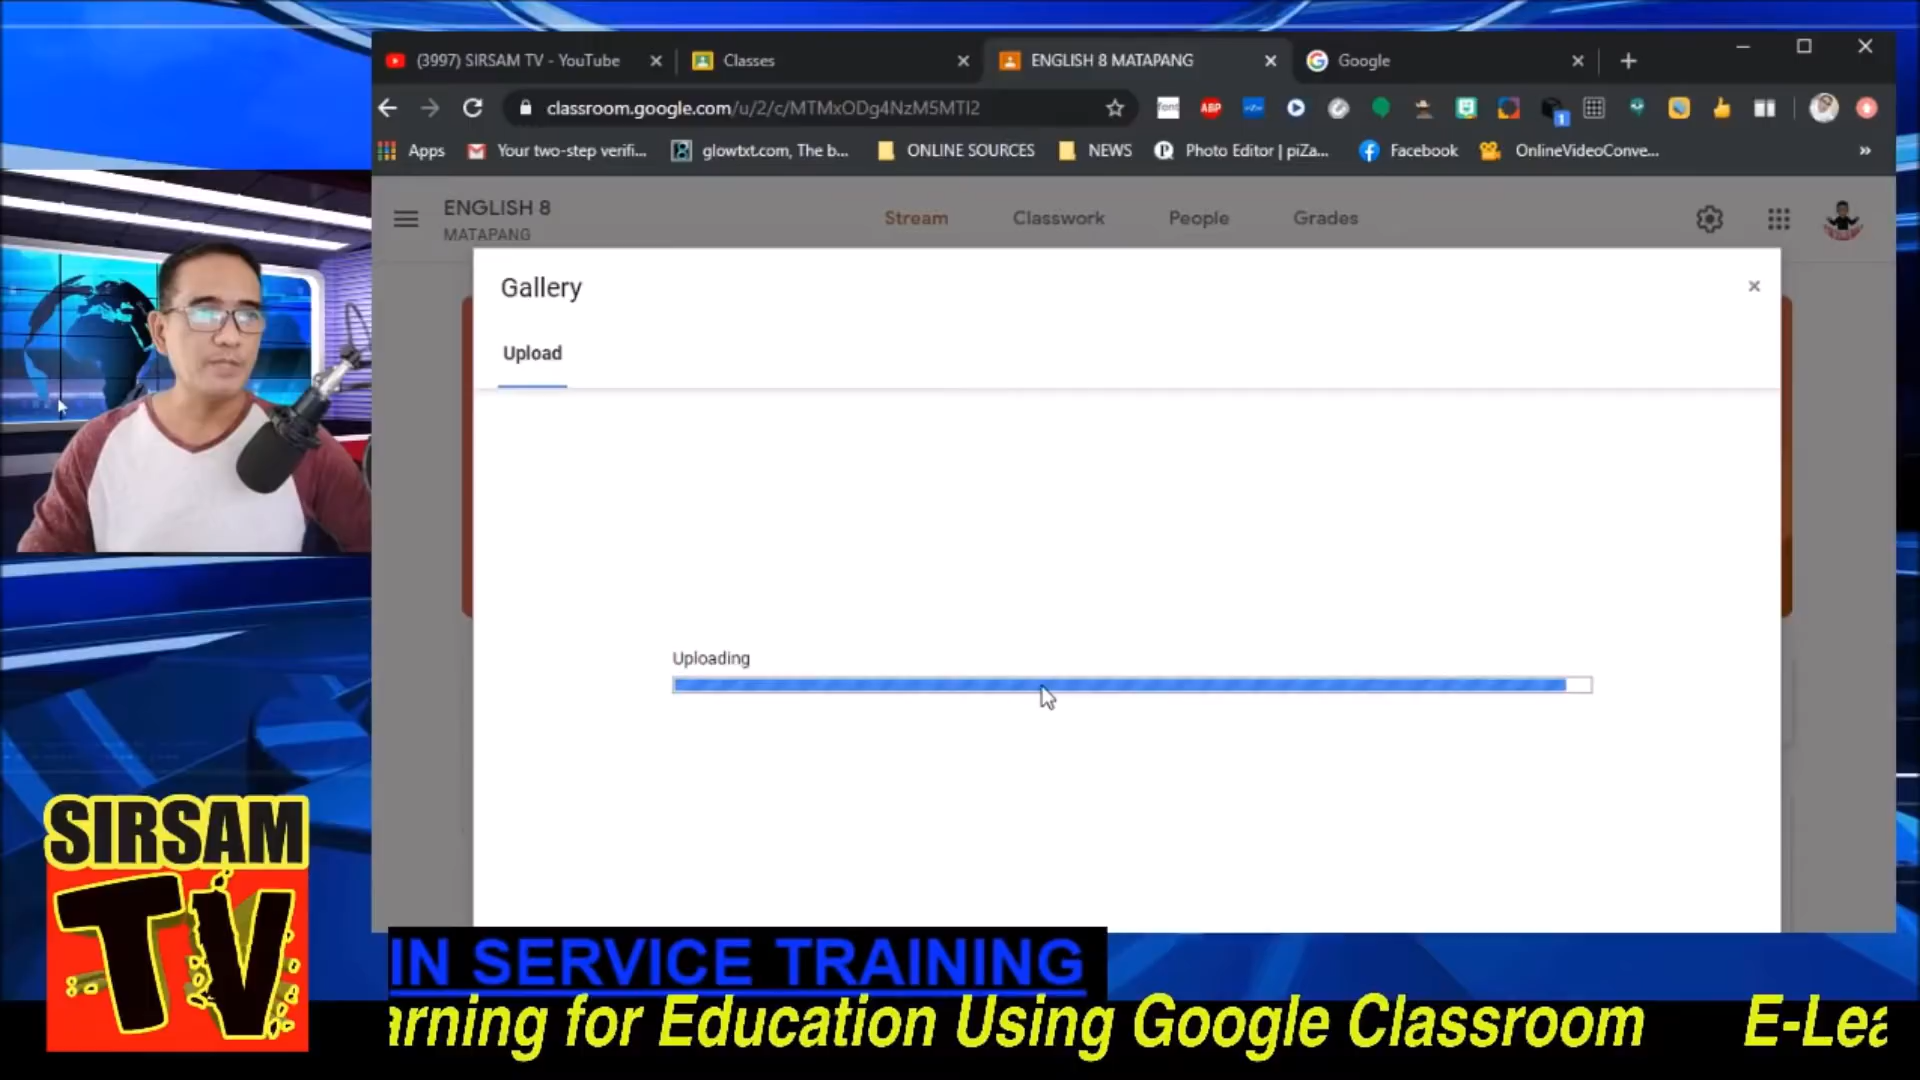 (3997) SIRSAM TV - YouTube
Classes
ENGLISH 8 MATAPANG
Google
classroom.google.com/u/2/c/MTMxODg4NzM5MTI2
ABP
1
Apps
Your two-step verifi...
glowtxt.com, The b...
ONLINE SOURCES
NEWS
Photo Editor | piZa...
Facebook
OnlineVideoConve...
»
ENGLISH 8
MATAPANG
Stream
Classwork
People
Grades
Gallery
Upload
Uploading
SIRSAM
TV
IN SERVICE TRAINING
arning for Education Using Google Classroom E-Lea